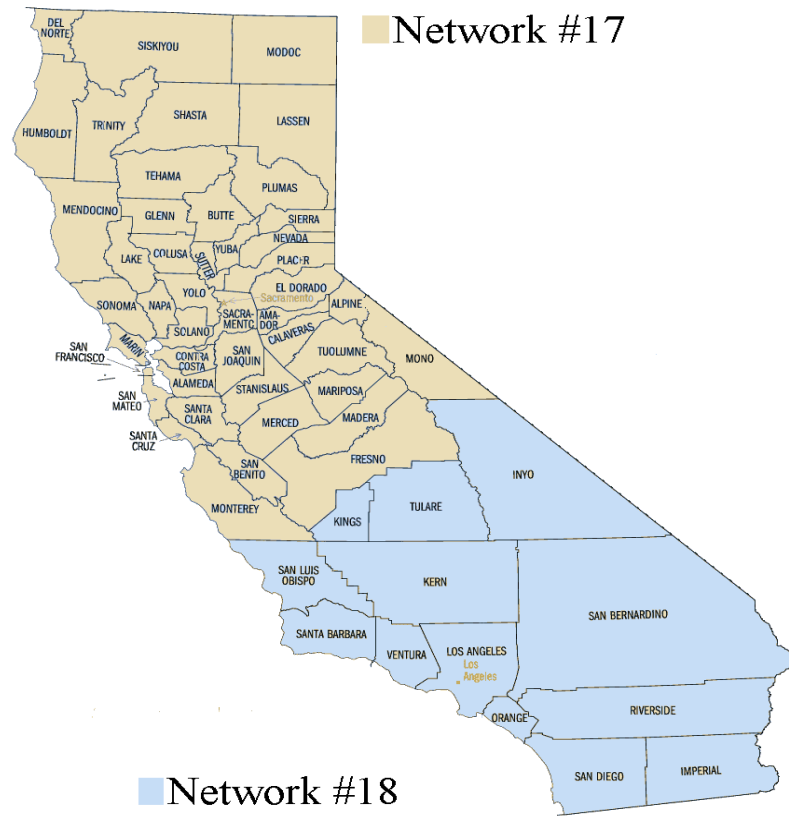 Network #17
DEL
NORTE
SISKIYOU
MODOC
HUMBOLDT
TRINITY
SHASTA
LASSEN
TEHAMA
PLUMAS
MENDOCINO
GLENN
BUTTE
SIERRA
NEVADA
YUBA
SUTTER
COLUSA
LAKE
PLACER
EL DORADO
YOLO
Sacramento
SONOMA
NAPA
SACRA-
MENTO
AMA-
DOR
ALPINE
SOLANO
CALAVERAS
MARIN
SAN
FRANCISCO
CONTRA
COSTA
SAN
JOAQUIN
TUOLUMNE
MONO
ALAMEDA
STANISLAUS
MARIPOSA
SAN
MATEO
SANTA
CLARA
MERCED
MADERA
SANTA
CRUZ
SAN
BENITO
FRESNO
INYO
MONTEREY
KINGS
TULARE
SAN LUIS
OBISPO
KERN
SAN BERNARDINO
SANTA BARBARA
VENTURA
LOS ANGELES
Los
Angeles
ORANGE
RIVERSIDE
SAN DIEGO
IMPERIAL
Network #18